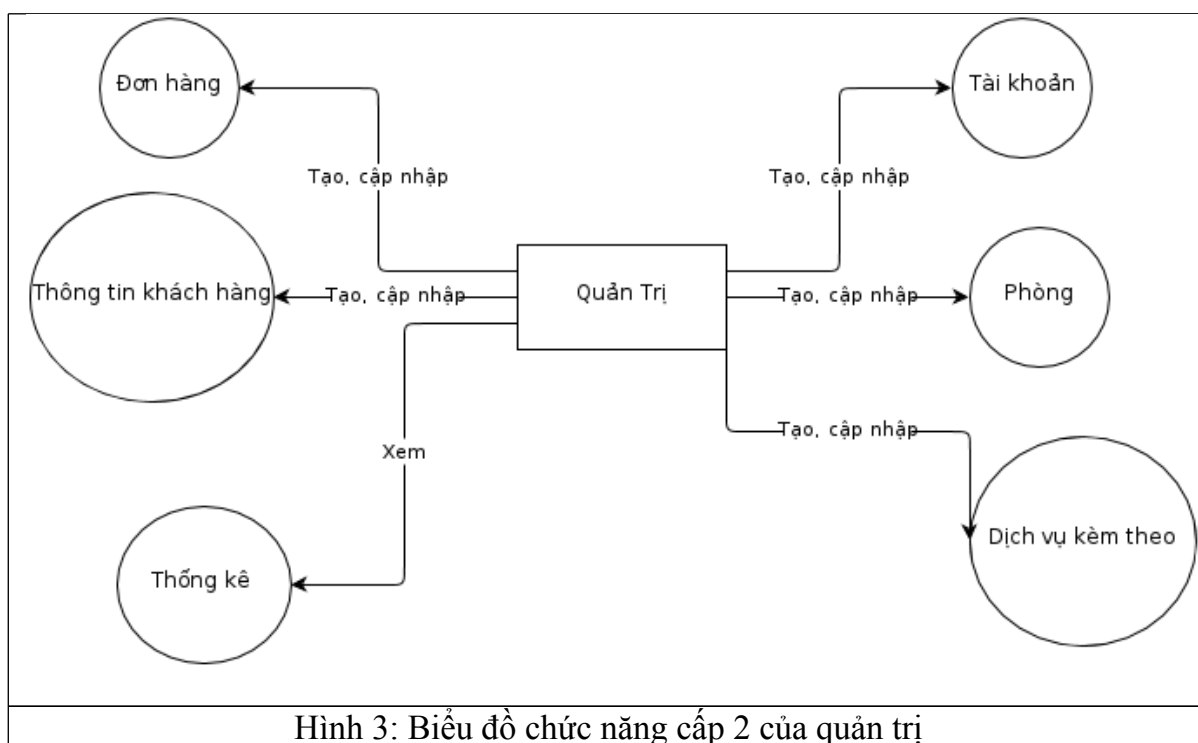 Đơn hàng
Tài khoản
Tạo, cập nhập
Tạo, cập nhập
Thông tin khách hàng
Tạo, cập nhập
Quản Trị
Tạo, cập nhập
Phòng
Tạo, cập nhập
Xem
Dịch vụ kèm theo
Thống kê
Hình 3: Biểu đồ chức năng cấp 2 của quản trị